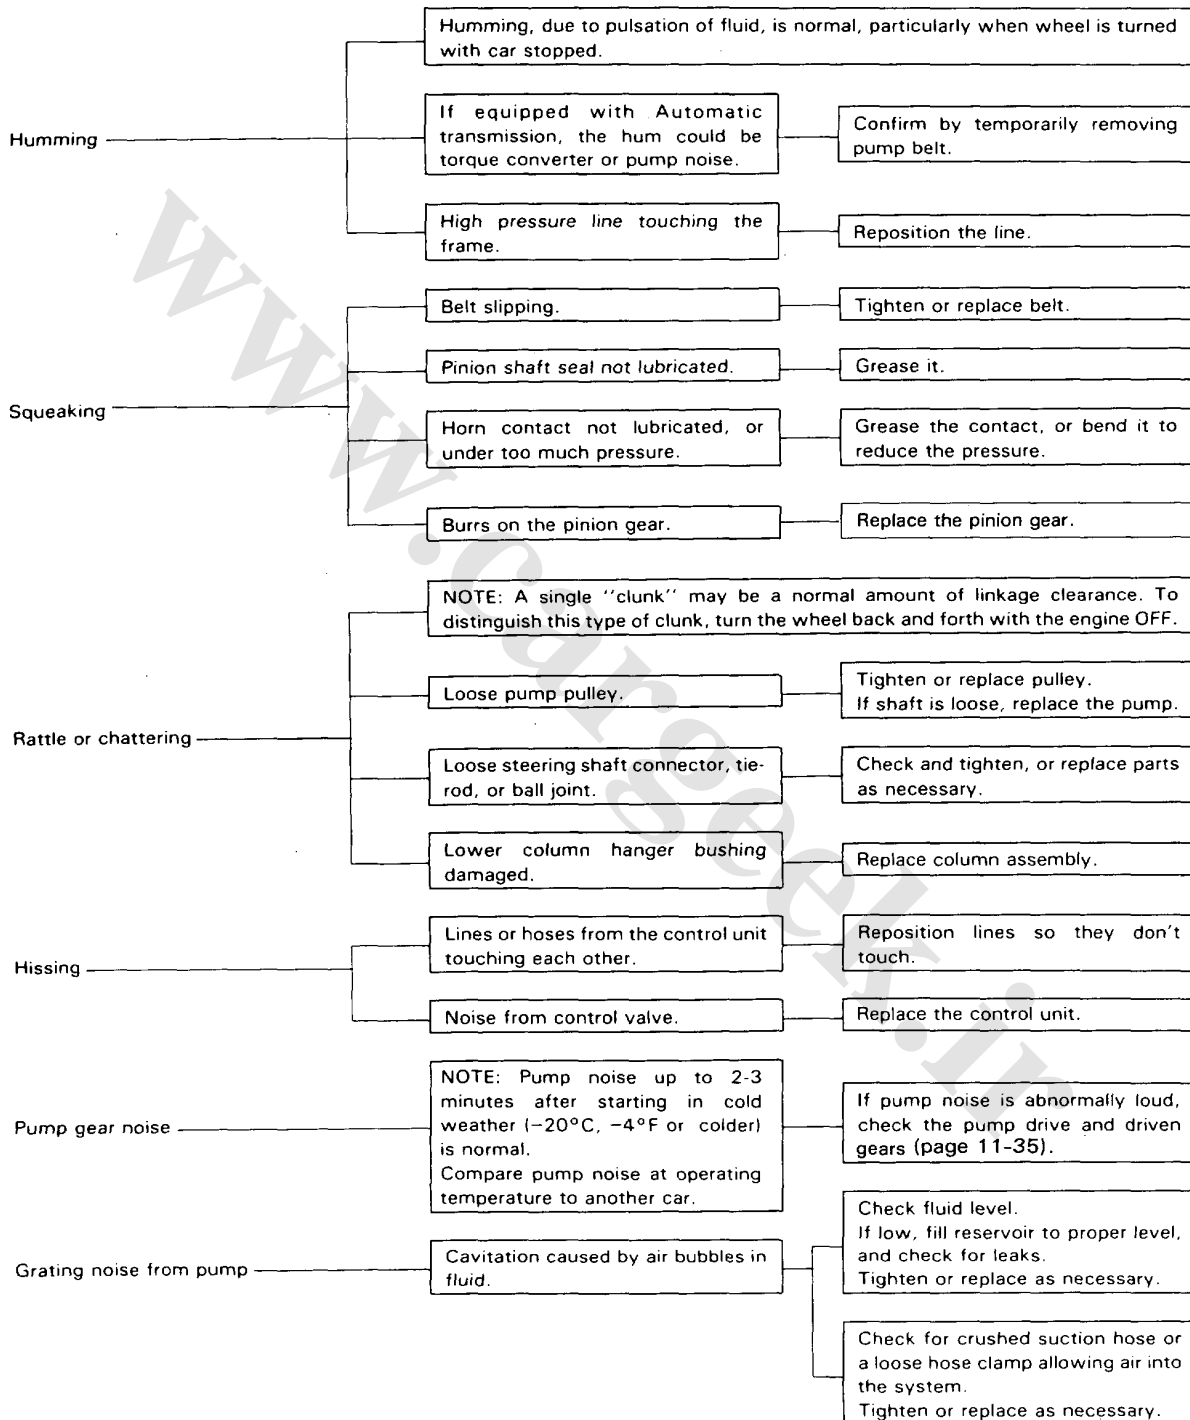 Humming, due to pulsation of fluid, is normal, particularly when wheel is turned
with car stopped.
Humming
If equipped with Automatic
transmission, the hum could be
torque converter or pump noise.
Confirm by temporarily removing
pump belt.
High pressure line touching the
frame.
Reposition the line.
Squeaking
Belt slipping.
Tighten or replace belt.
Pinion shaft seal not lubricated.
Grease it.
Horn contact not lubricated, or
under too much pressure.
Grease the contact, or bend it to
reduce the pressure.
Burrs on the pinion gear.
Replace the pinion gear.
Rattle or chattering
NOTE: A single "clunk" may be a normal amount of linkage clearance. To
distinguish this type of clunk, turn the wheel back and forth with the engine OFF.
Loose pump pulley.
Tighten or replace pulley.
If shaft is loose, replace the pump.
Loose steering shaft connector, tie-
rod, or ball joint.
Check and tighten, or replace parts
as necessary.
Lower column hanger bushing
damaged.
Replace column assembly.
Hissing
Lines or hoses from the control unit
touching each other.
Reposition lines so they don't
touch.
Noise from control valve.
Replace the control unit.
Pump gear noise
NOTE: Pump noise up to 2-3
minutes after starting in cold
weather (−20°C, −4°F or colder)
is normal.
Compare pump noise at operating
temperature to another car.
If pump noise is abnormally loud,
check the pump drive and driven
gears (page 11-35).
Grating noise from pump
Cavitation caused by air bubbles in
fluid.
Check fluid level.
If low, fill reservoir to proper level,
and check for leaks.
Tighten or replace as necessary.
Check for crushed suction hose or
a loose hose clamp allowing air into
the system.
Tighten or replace as necessary.
www.cargeek.ir